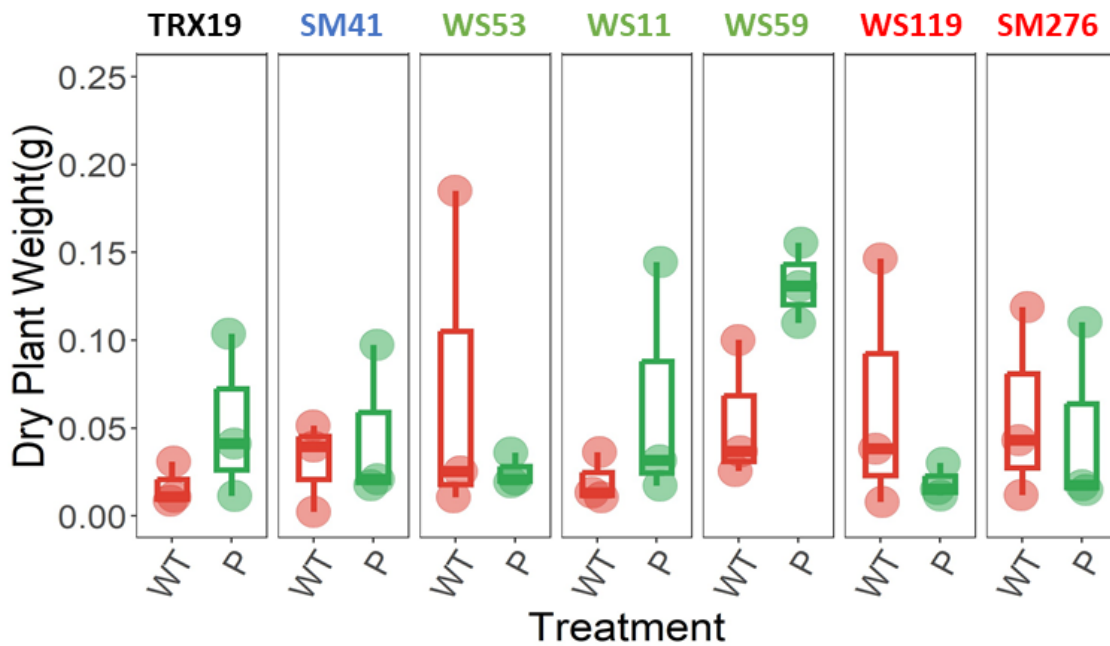 TRX19 SM41 WS53 WS11 WS59 WS119 SM276
Dry Plant Weight(g)
0.25
0.20
0.15
0.10
0.05
0.00
WT P WT P WT P WT P WT P WT P WT P
Treatment